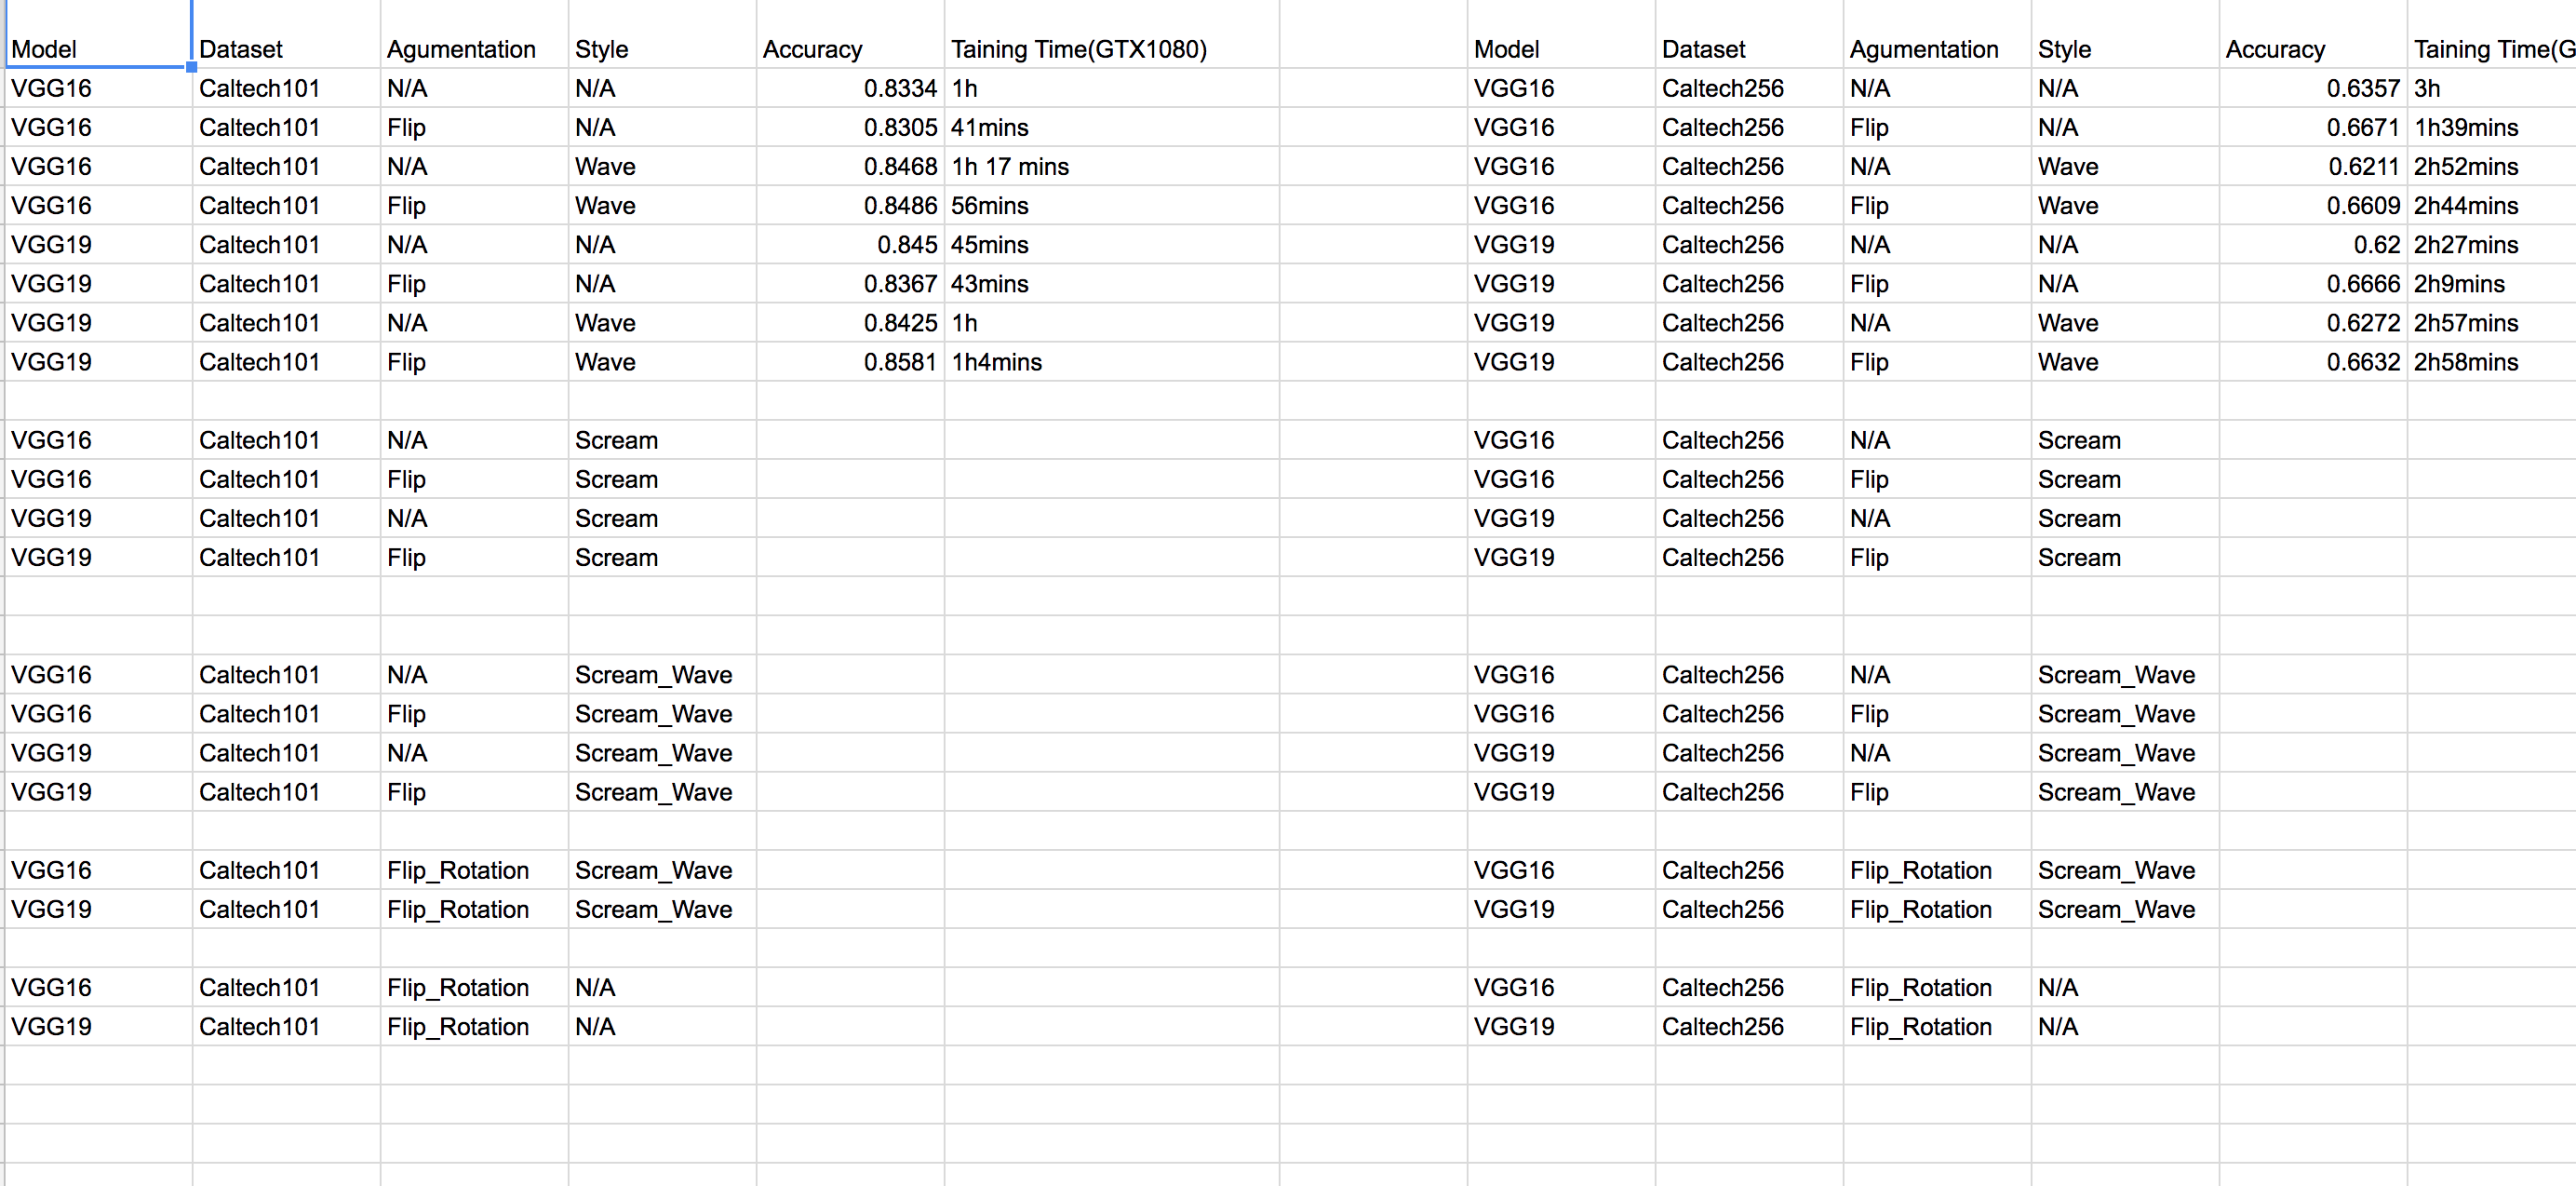 Model Dataset Agumentation Style Accuracy Taining Time(GTX1080) Model Dataset Agumentation Style Accuracy Taining Time(G
VGG16 Caltech101 N/A N/A 0.8334 1h VGG16 Caltech256 N/A N/A 0.6357 3h
VGG16 Caltech101 Flip N/A 0.8305 41mins VGG16 Caltech256 Flip N/A 0.6671 1h39mins
VGG16 Caltech101 N/A Wave 0.8468 1h 17 mins VGG16 Caltech256 N/A Wave 0.6211 2h52mins
VGG16 Caltech101 Flip Wave 0.8486 56mins VGG16 Caltech256 Flip Wave 0.6609 2h44mins
VGG19 Caltech101 N/A N/A 0.845 45mins VGG19 Caltech256 N/A N/A 0.62 2h27mins
VGG19 Caltech101 Flip N/A 0.8367 43mins VGG19 Caltech256 Flip N/A 0.6666 2h9mins
VGG19 Caltech101 N/A Wave 0.8425 1h VGG19 Caltech256 N/A Wave 0.6272 2h57mins
VGG19 Caltech101 Flip Wave 0.8581 1h4mins VGG19 Caltech256 Flip Wave 0.6632 2h58mins
VGG16 Caltech101 N/A Scream VGG16 Caltech256 N/A Scream
VGG16 Caltech101 Flip Scream VGG16 Caltech256 Flip Scream
VGG19 Caltech101 N/A Scream VGG19 Caltech256 N/A Scream
VGG19 Caltech101 Flip Scream VGG19 Caltech256 Flip Scream
VGG16 Caltech101 N/A Scream_Wave VGG16 Caltech256 N/A Scream_Wave
VGG16 Caltech101 Flip Scream_Wave VGG16 Caltech256 Flip Scream_Wave
VGG19 Caltech101 N/A Scream_Wave VGG19 Caltech256 N/A Scream_Wave
VGG19 Caltech101 Flip Scream_Wave VGG19 Caltech256 Flip Scream_Wave
VGG16 Caltech101 Flip_Rotation Scream_Wave VGG16 Caltech256 Flip_Rotation Scream_Wave
VGG19 Caltech101 Flip_Rotation Scream_Wave VGG19 Caltech256 Flip_Rotation Scream_Wave
VGG16 Caltech101 Flip_Rotation N/A VGG16 Caltech256 Flip_Rotation N/A
VGG19 Caltech101 Flip_Rotation N/A VGG19 Caltech256 Flip_Rotation N/A